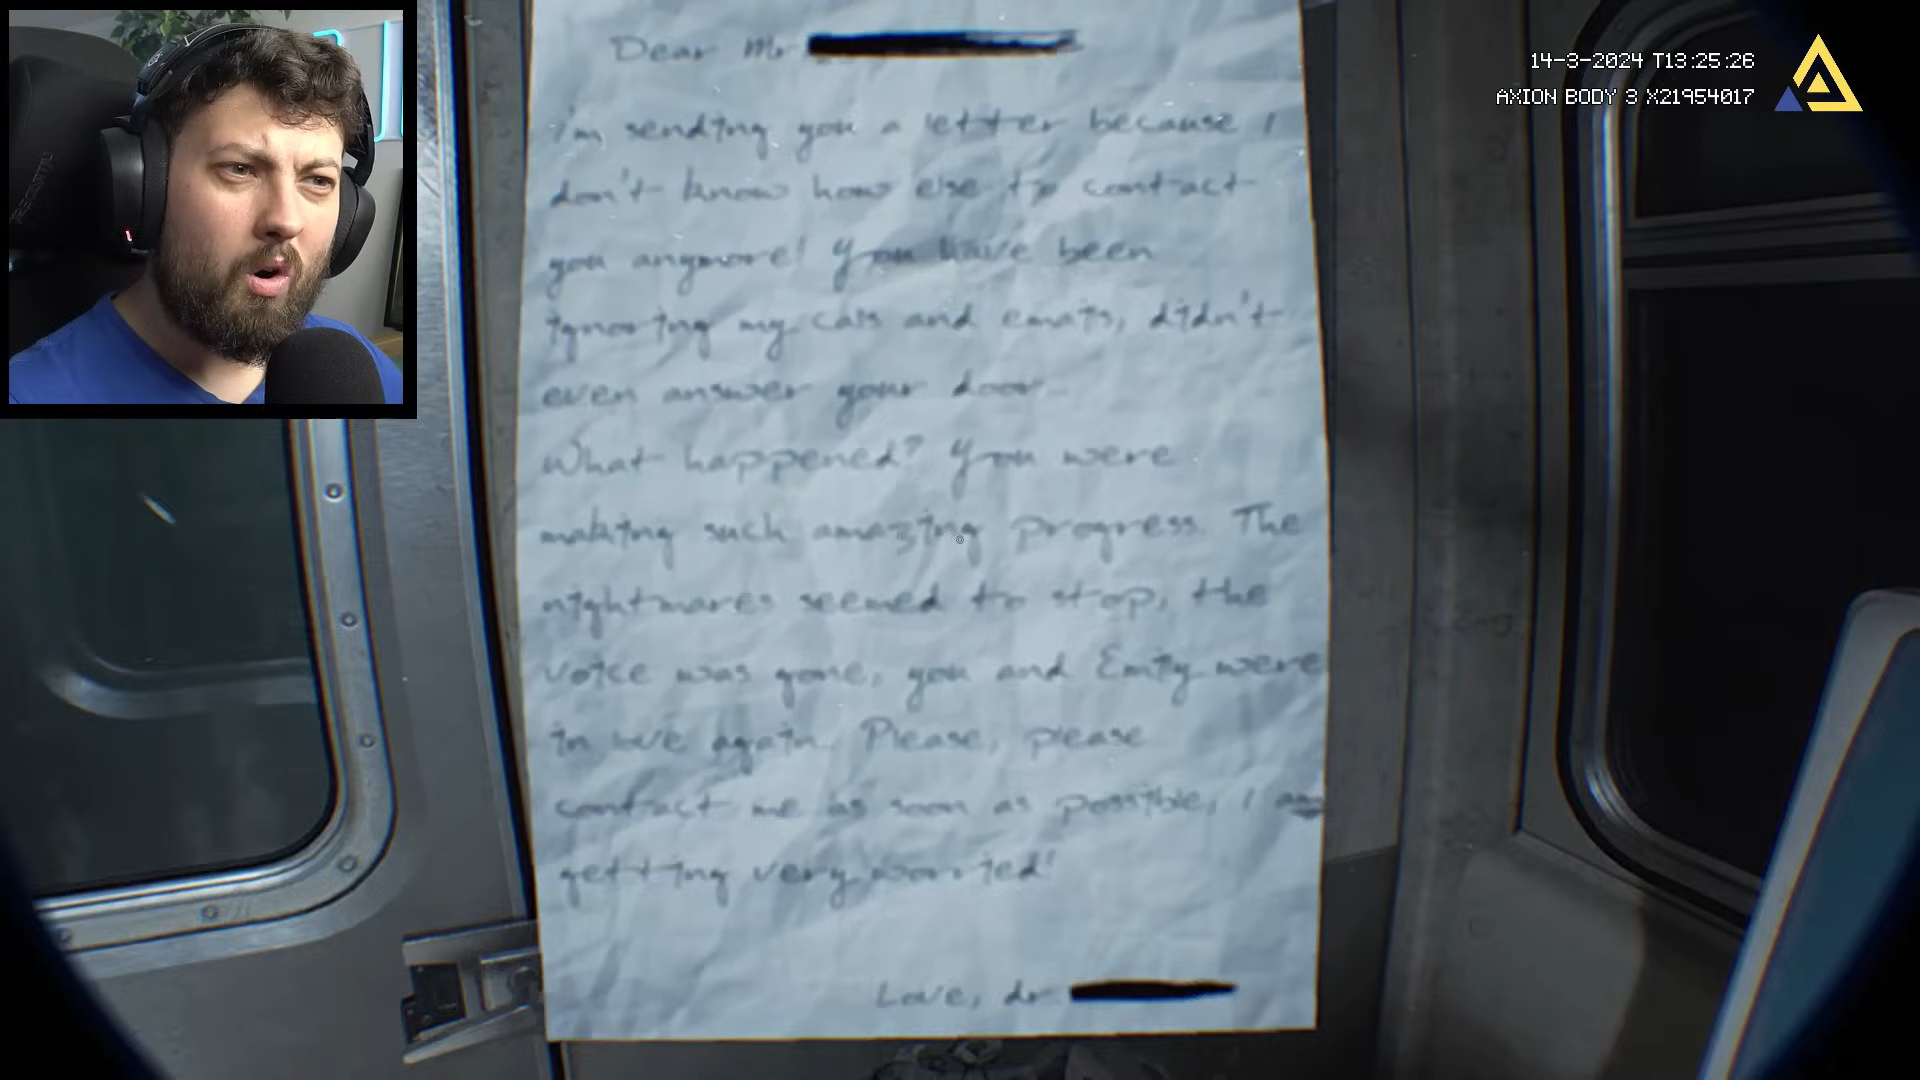 14-3-2024 T13:25:26
AXION BODY 3 X21954017
Dear Mr
i'm sending you a letter because I
don't know how else to contact
you anymore! You have been
ignoring my cals and emails, didn't
even answer your door.
What happened? You were
making such amazing progress. The
nightmares seemed to stop, the
voice was gone, you and Emily were
in love again. Please, please
contact me as soon as possible, I am
getting very worried!
Love, dr